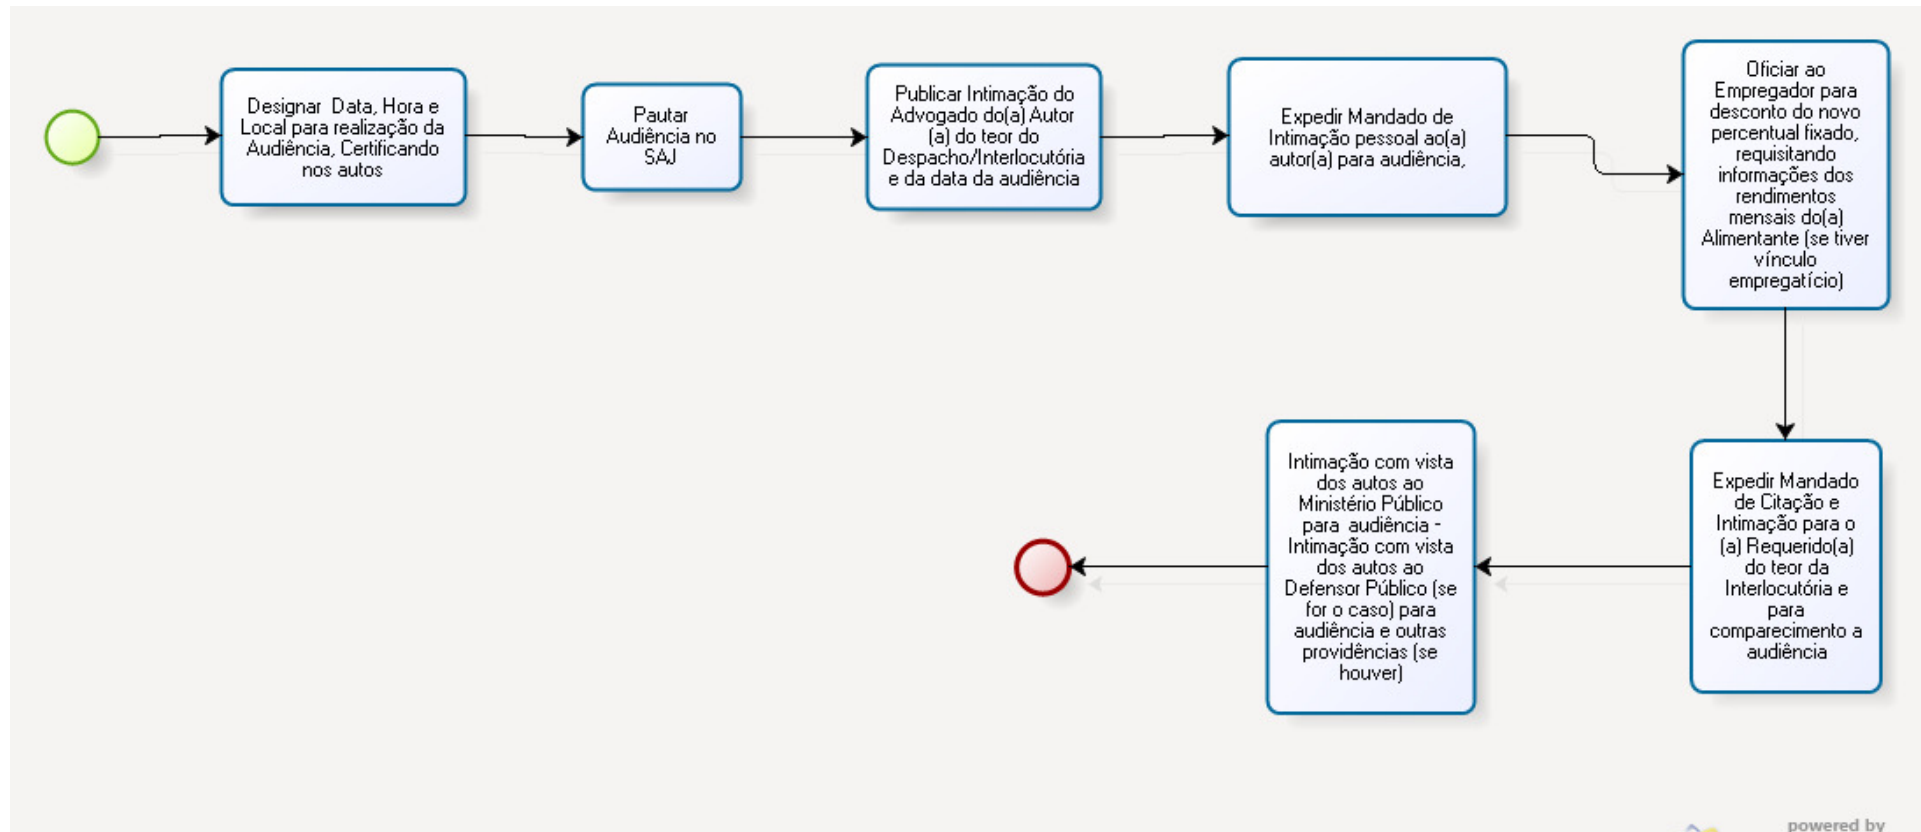 Designar Data, Hora e
Local para realização da
Audiência, Certificando
nos autos
Pautar
Audiência no
SAJ
Publicar Intimação do
Advogado do(a) Autor
(a) do teor do
Despacho/Interlocutória
e da data da audiência
Expedir Mandado de
Intimação pessoal ao(a)
autor(a) para audiência,
Oficiar ao
Empregador para
desconto do novo
percentual fixado,
requisitando
informações dos
rendimentos
mensais do(a)
Alimentante (se tiver
vínculo
empregatício)
Expedir Mandado
de Citação e
Intimação para o
(a) Requerido(a)
do teor da
Interlocutória e
para
comparecimento a
audiência
Intimação com vista
dos autos ao
Ministério Público
para audiência -
Intimação com vista
dos autos ao
Defensor Público (se
for o caso) para
audiência e outras
providências (se
houver)
powered by